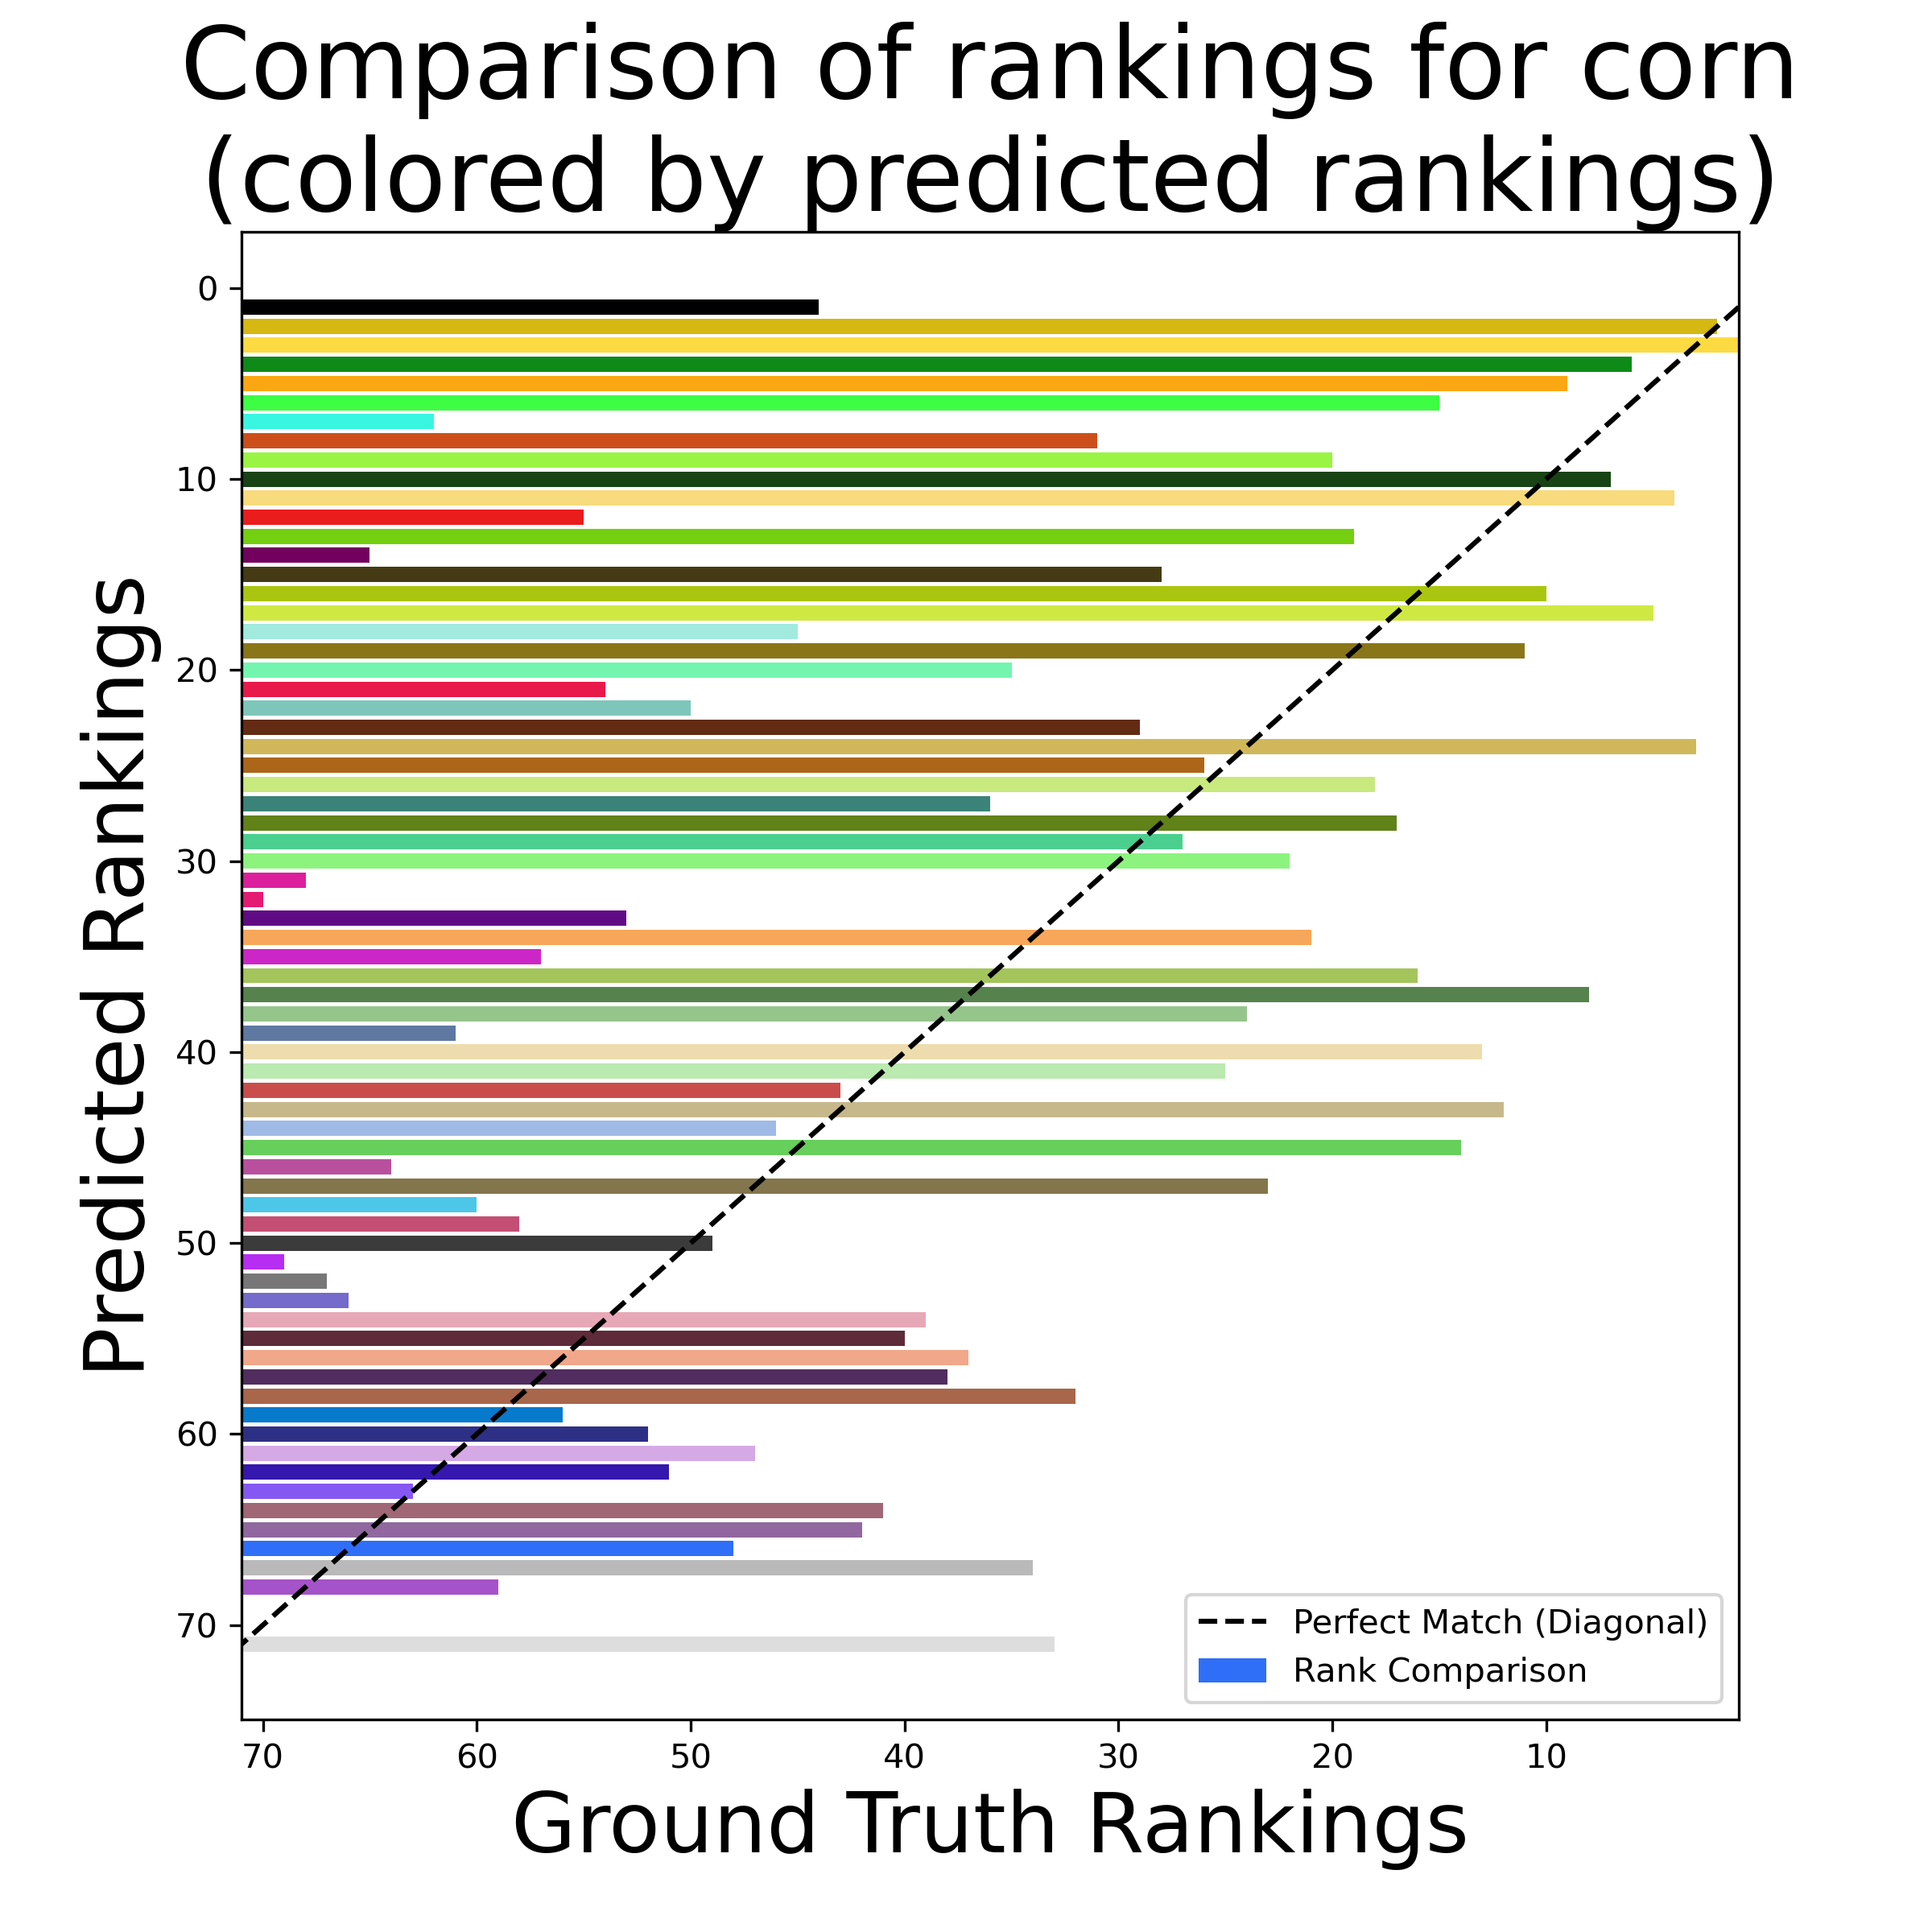 Comparison of rankings for corn
(colored by predicted rankings)
Predicted Rankings
0
10
20
30
40
50
60
70
70 60 50 40 30 20 10
Ground Truth Rankings
Perfect Match (Diagonal)
Rank Comparison